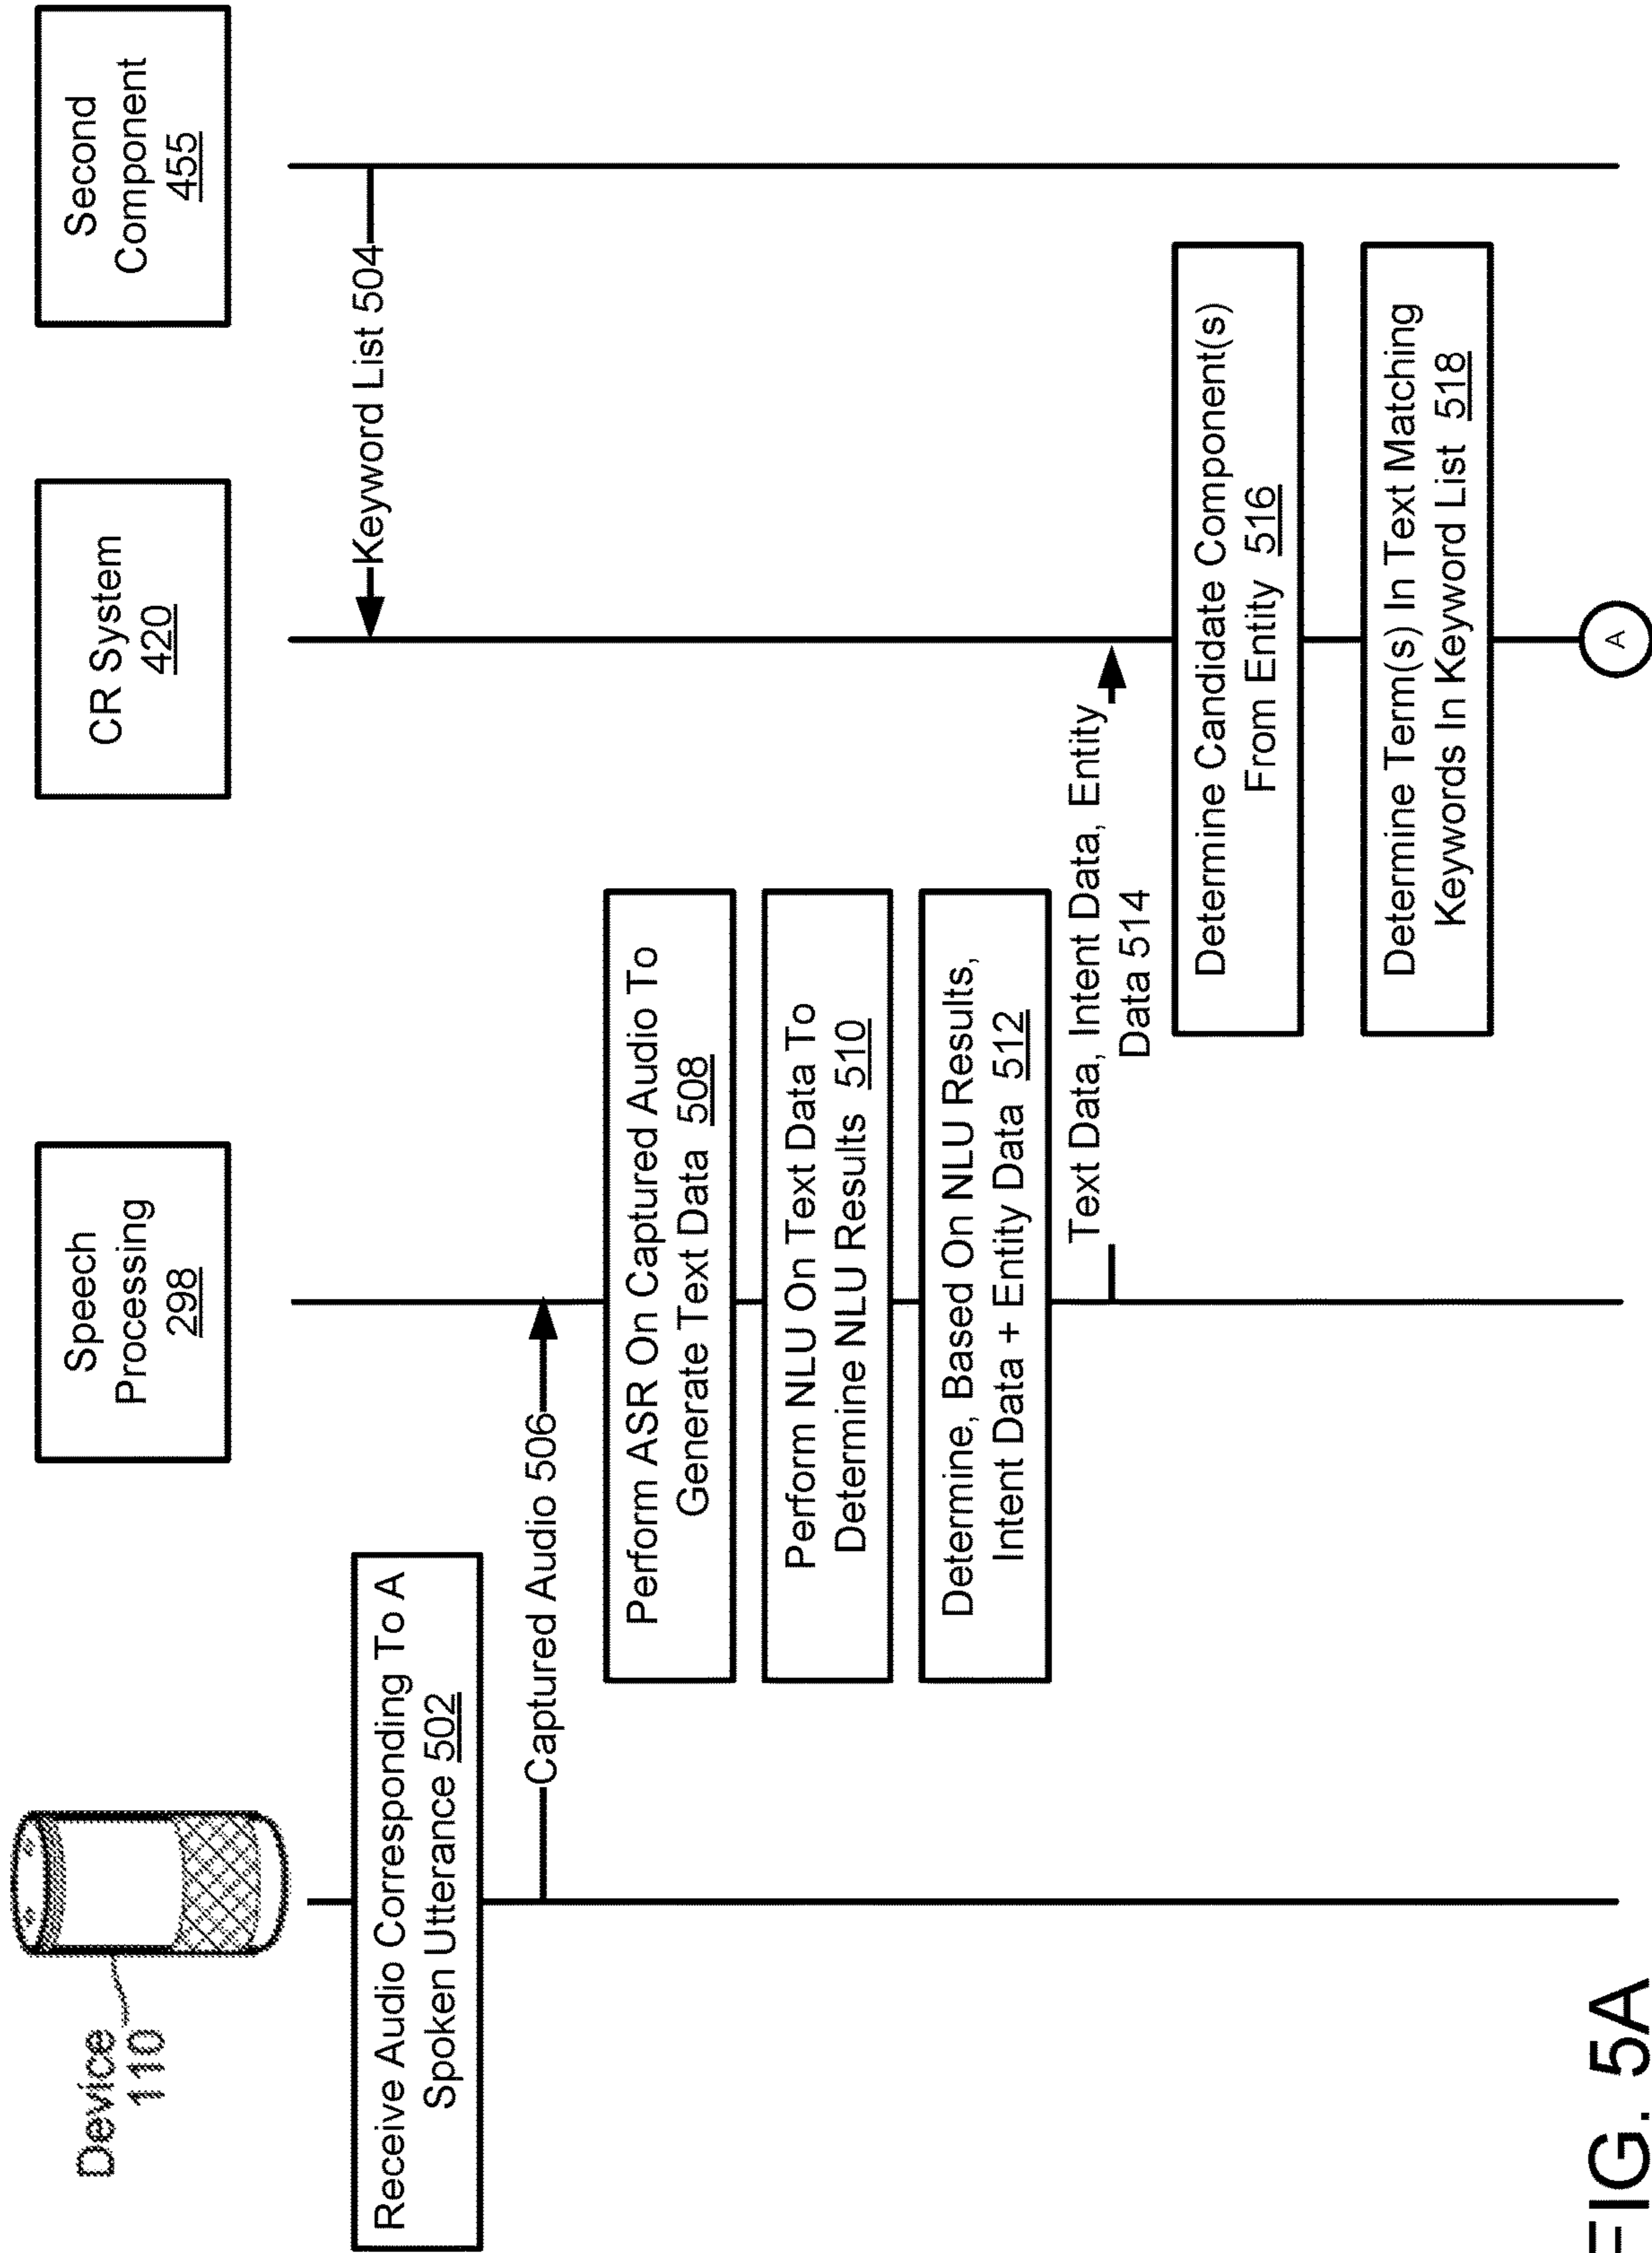 Device
110
Speech
Processing
298
CR System
420
Second
Component
455
Receive Audio Corresponding To A
Spoken Utterance 502
Keyword List 504
Captured Audio 506
Perform ASR On Captured Audio To
Generate Text Data 508
Perform NLU On Text Data To
Determine NLU Results 510
Determine, Based On NLU Results,
Intent Data + Entity Data 512
Text Data, Intent Data, Entity
Data 514
Determine Candidate Component(s)
From Entity 516
Determine Term(s) In Text Matching
Keywords In Keyword List 518
A
FIG. 5A